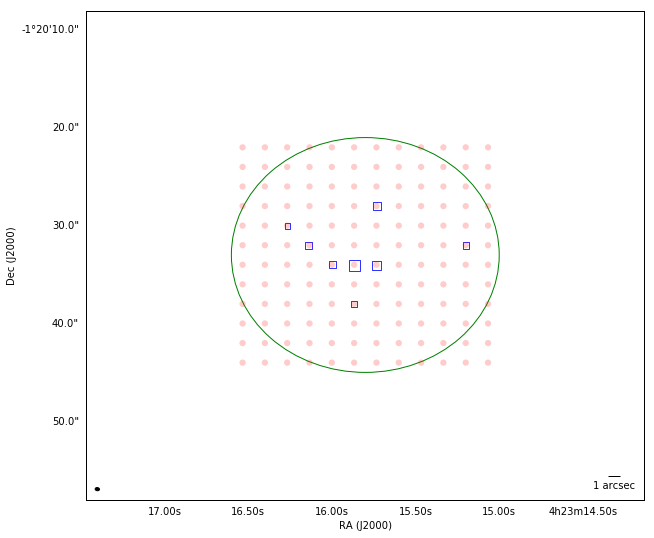 -1°20'10.0"
20.0"
30.0"
40.0"
50.0"
Dec (J2000)
1 arcsec
17.00s 16.50s 16.00s 15.50s 15.00s 4h23m14.50s
RA (J2000)